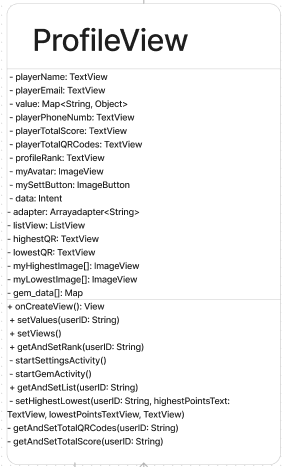 ProfileView
- playerName: TextView
- playerEmail: TextView
- value: Map<String, Object>
- playerPhoneNumb: TextView
- playerTotalScore: TextView
- playerTotalQRCodes: TextView
- profileRank: TextView
- myAvatar: ImageView
- mySettButton: ImageButton
- data: Intent
- adapter: Arrayadapter<String>
- listView: ListView
- highestQR: TextView
- lowestQR: TextView
- myHighestImage[]: ImageView
- myLowestImage[]: ImageView
- gem_data[]: Map
+ onCreateView(): View
+ setValues(userID: String)
+ setViews()
+ getAndSetRank(userID: String)
- startSettingsActivity()
- startGemActivity()
+ getAndSetList(userID: String)
- setHighestLowest(userID: String, highestPointsText:
TextView, lowestPointsTextView, TextView)
- getAndSetTotalQRCodes(userID: String)
- getAndSetTotalScore(userID: String)